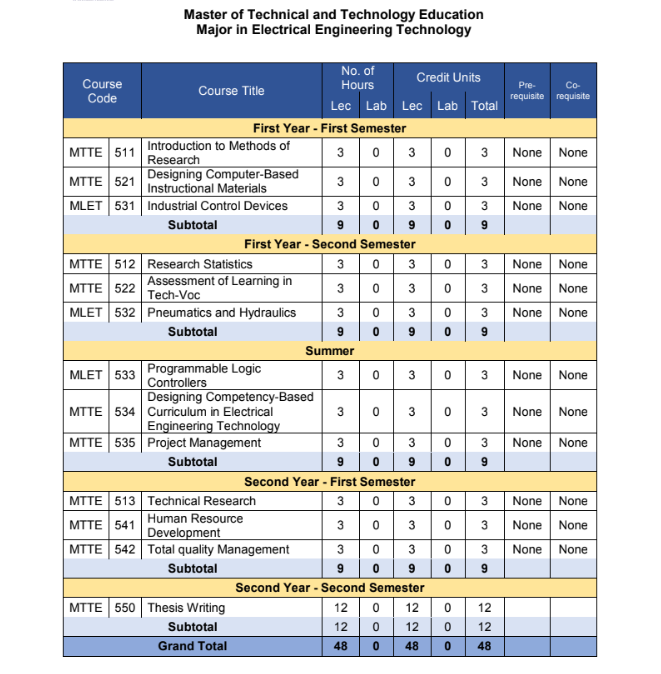 Master of Technical and Technology Education
Major in Electrical Engineering Technology
Course Code Course Title No. of Hours Credit Units Pre-requisite Co-requisite
Lec Lab Lec Lab Total
First Year - First Semester
MTTE 511 Introduction to Methods of Research 3 0 3 0 3 None None
MTTE 521 Designing Computer-Based Instructional Materials 3 0 3 0 3 None None
MLET 531 Industrial Control Devices 3 0 3 0 3 None None
Subtotal 9 0 9 0 9
First Year - Second Semester
MTTE 512 Research Statistics 3 0 3 0 3 None None
MTTE 522 Assessment of Learning in Tech-Voc 3 0 3 0 3 None None
MLET 532 Pneumatics and Hydraulics 3 0 3 0 3 None None
Subtotal 9 0 9 0 9
Summer
MLET 533 Programmable Logic Controllers 3 0 3 0 3 None None
MTTE 534 Designing Competency-Based Curriculum in Electrical Engineering Technology 3 0 3 0 3 None None
MTTE 535 Project Management 3 0 3 0 3 None None
Subtotal 9 0 9 0 9
Second Year - First Semester
MTTE 513 Technical Research 3 0 3 0 3 None None
MTTE 541 Human Resource Development 3 0 3 0 3 None None
MTTE 542 Total quality Management 3 0 3 0 3 None None
Subtotal 9 0 9 0 9
Second Year - Second Semester
MTTE 550 Thesis Writing 12 0 12 0 12
Subtotal 12 0 12 0 12
Grand Total 48 0 48 0 48